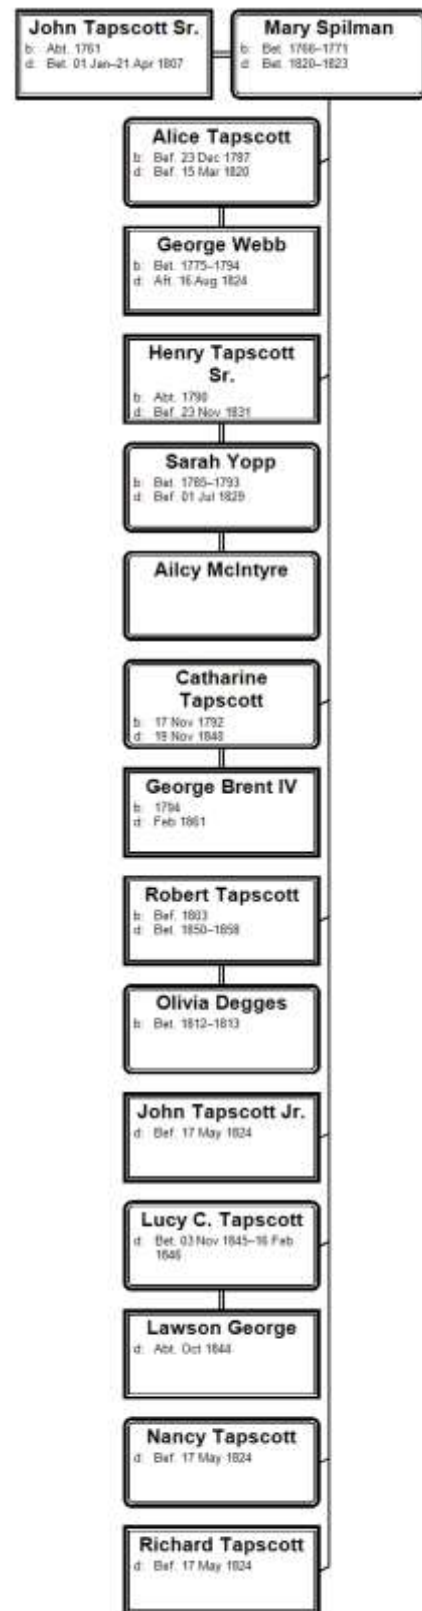 John Tapscott Sr.
b: Abt. 1761
d: Bet. 01 Jan–21 Apr 1807
Mary Spilman
b: Bet. 1766–1771
d: Bet. 1820–1823
Alice Tapscott
b: Bef. 23 Dec 1787
d: Bef. 15 Mar 1820
George Webb
b: Bet. 1775–1794
d: Aft. 16 Aug 1824
Henry Tapscott
Sr.
b: Abt. 1790
d: Bef. 23 Nov 1831
Sarah Yopp
b: Bet. 1785–1793
d: Bef. 01 Jul 1829
Ailcy McIntyre
Catharine
Tapscott
b: 17 Nov 1792
d: 19 Nov 1848
George Brent IV
b: 1794
d: Feb 1861
Robert Tapscott
b: Bef. 1803
d: Bet. 1850–1858
Olivia Degges
b: Bet. 1812–1813
John Tapscott Jr.
d: Bef. 17 May 1824
Lucy C. Tapscott
d: Bet. 03 Nov 1845–16 Feb
1846
Lawson George
d: Abt. Oct 1844
Nancy Tapscott
d: Bef. 17 May 1824
Richard Tapscott
d: Bef. 17 May 1824